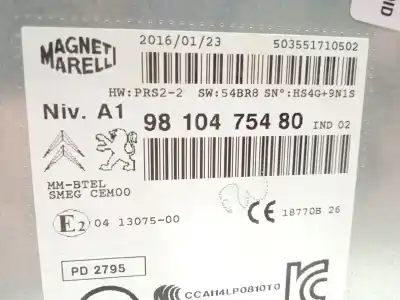 MAGNETI
MARELLI
2016/01/23
503551710502
HW:PRS2-2 SW:54BR8 SN°:HS4G+9N1S
Niv. A1
98 104 754 80 IND 02
MM-BTEL
SMEG CEM00
E2 04 13075-00
CE 18770B 26
PD 2795
CCAH14LP0810T0